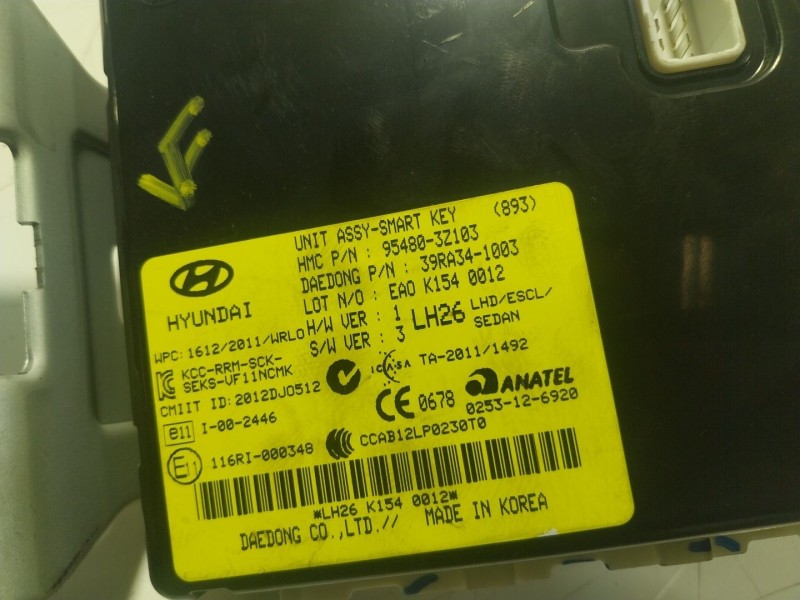 UNIT ASSY-SMART KEY (893)
HMC P/N : 95480-3Z103
DAEDONG P/N : 39RA34-1003
LOT N/O : EAO K154 0012
H/W VER : 1
S/W VER : 3
LH26 LHD/ESCL/
SEDAN
HYUNDAI
WPC: 1612/2011/WRLO
KCC-RRM-SCK-
SEKS-VF11NCMK
ICASA TA-2011/1492
CMIIT ID: 2012DJ0512
CE 0678
ANATEL
0253-12-6920
e11 I-00-2446
E11 116RI-000348
CCAB12LP0230T0
*LH26 K154 0012*
DAEDONG CO.,LTD.// MADE IN KOREA